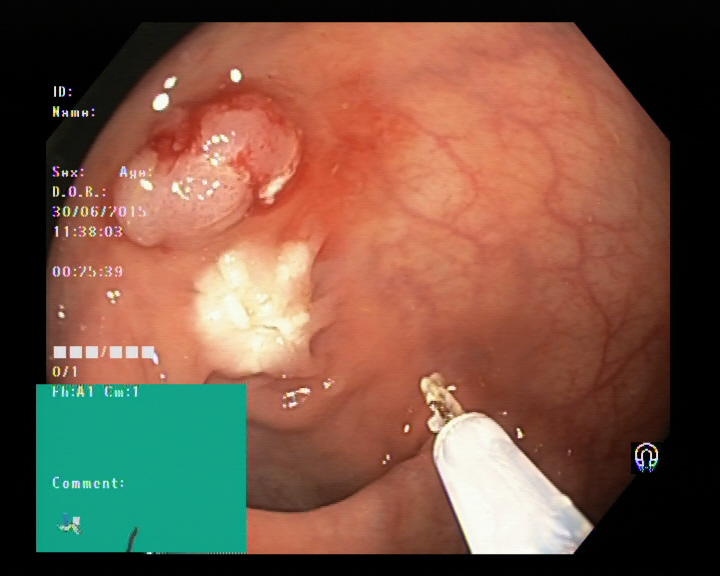 ID:
Name:
Sex: Age:
D.O.B.:
30/06/2015
11:38:03
00:25:39
0/1
Ph:A1 Cm:1
Comment: